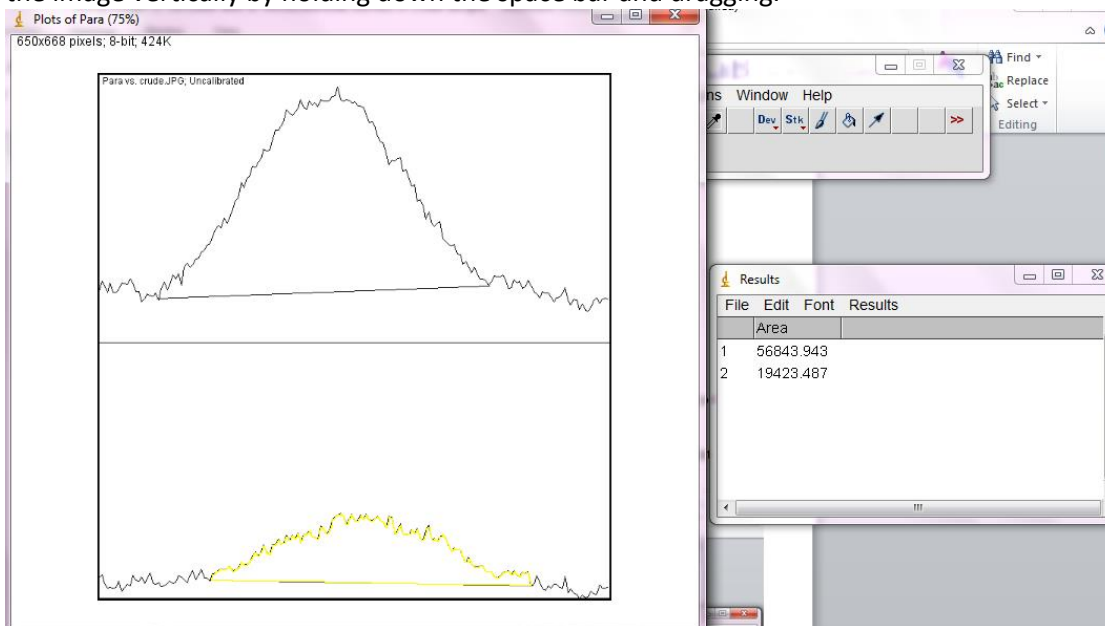 the image vertically by holding down the space bar and dragging.
Plots of Para (75%)
650x668 pixels; 8-bit; 424K
Para vs. crude.JPG; Uncalibrated
Find
Replace
Select
Editing
Window Help
Dev Stk >>
Results
File Edit Font Results
Area
1 56843.943
2 19423.487